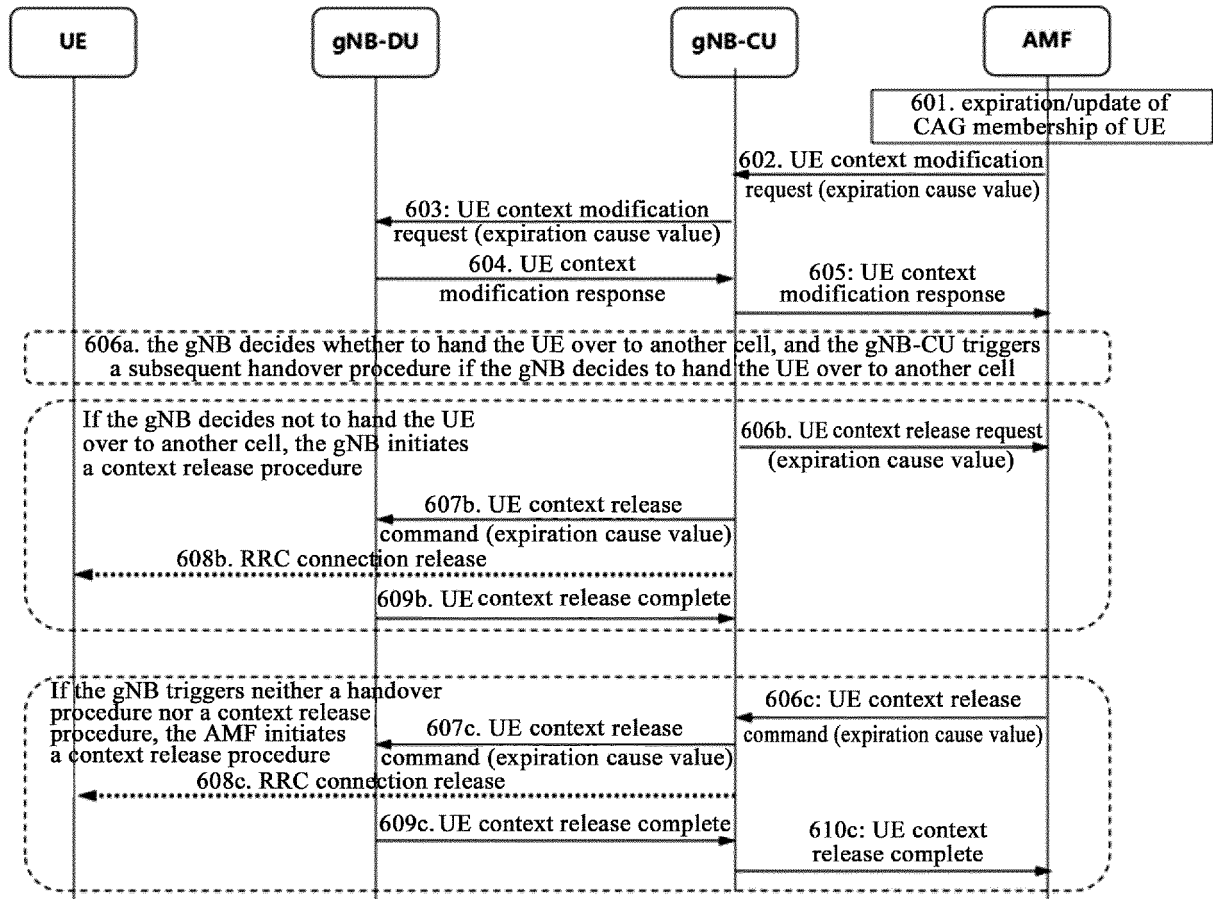 UE
gNB-DU
gNB-CU
AMF
601. expiration/update of
CAG membership of UE
602. UE context modification
request (expiration cause value)
603: UE context modification
request (expiration cause value)
604. UE context
modification response
605: UE context
modification response
606a. the gNB decides whether to hand the UE over to another cell, and the gNB-CU triggers
a subsequent handover procedure if the gNB decides to hand the UE over to another cell
If the gNB decides not to hand the UE
over to another cell, the gNB initiates
a context release procedure
606b. UE context release request
(expiration cause value)
607b. UE context release
command (expiration cause value)
608b. RRC connection release
609b. UE context release complete
If the gNB triggers neither a handover
procedure nor a context release
procedure, the AMF initiates
a context release procedure
606c: UE context release
command (expiration cause value)
607c. UE context release
command (expiration cause value)
608c. RRC connection release
609c. UE context release complete
610c: UE context
release complete